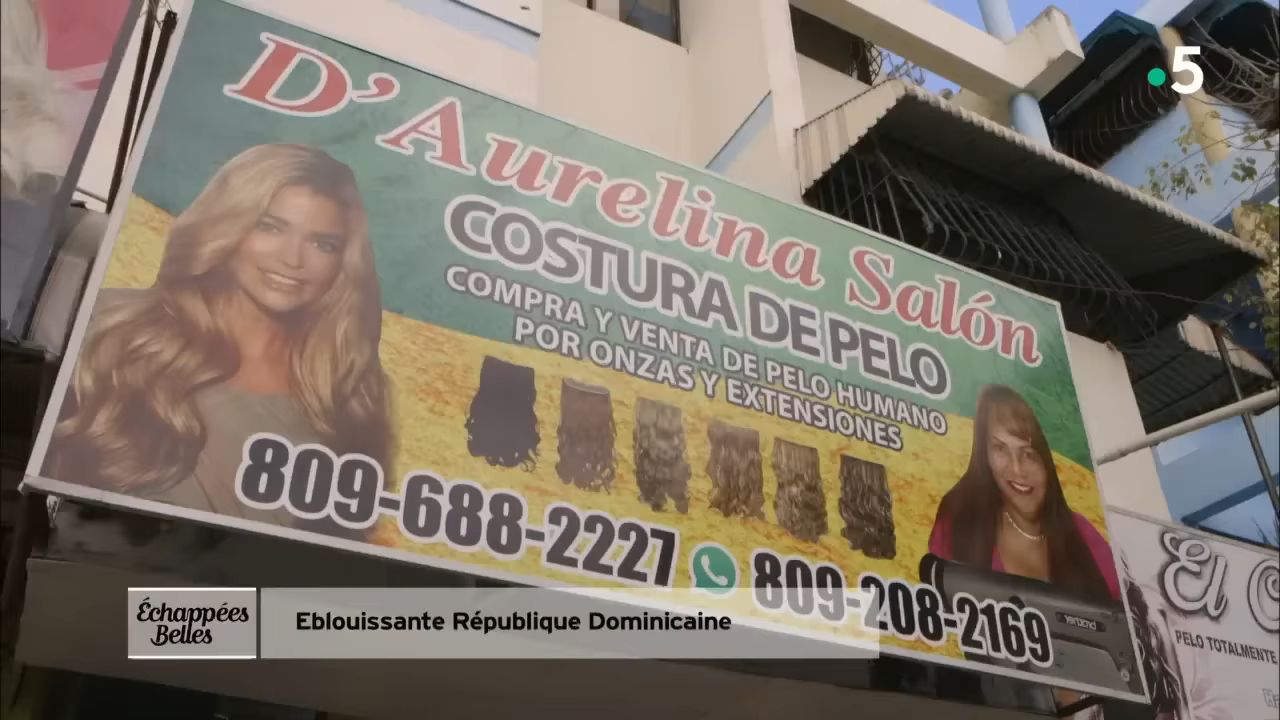 5
D'Aurelina Salón
COSTURA DE PELO
COMPRA Y VENTA DE PELO HUMANO
POR ONZAS Y EXTENSIONES
809-688-2227 809-208-2169
El
PELO TOTALMENTE
Échappées
Belles
Eblouissante République Dominicaine